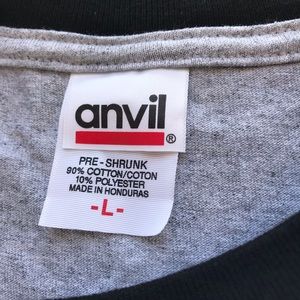 anvil
®
PRE-SHRUNK
90% COTTON/COTON
10% POLYESTER
MADE IN HONDURAS
-L-